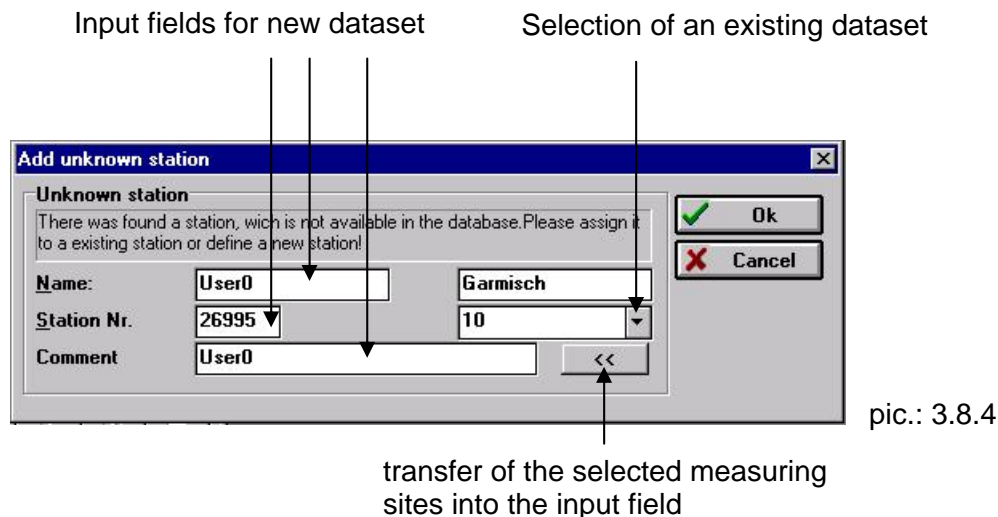 Input fields for new dataset
Selection of an existing dataset
Add unknown station
Unknown station
There was found a station, wich is not available in the database.Please assign it
to a existing station or define a new station!
Ok
Cancel
Name:
User0
Garmisch
Station Nr.
26995
10
Comment
User0
<<
pic.: 3.8.4
transfer of the selected measuring
sites into the input field